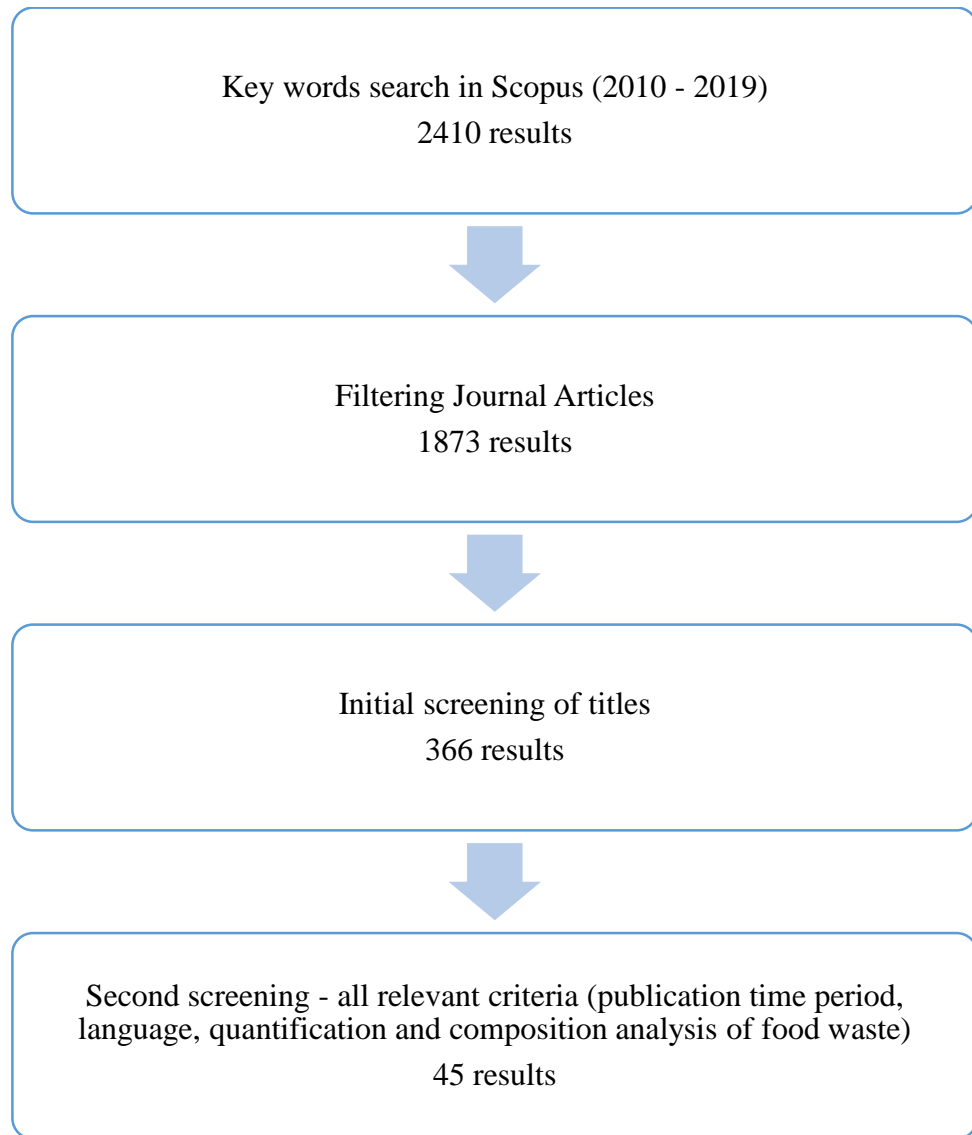 Key words search in Scopus (2010 - 2019)
2410 results
Filtering Journal Articles
1873 results
Initial screening of titles
366 results
Second screening - all relevant criteria (publication time period,
language, quantification and composition analysis of food waste)
45 results